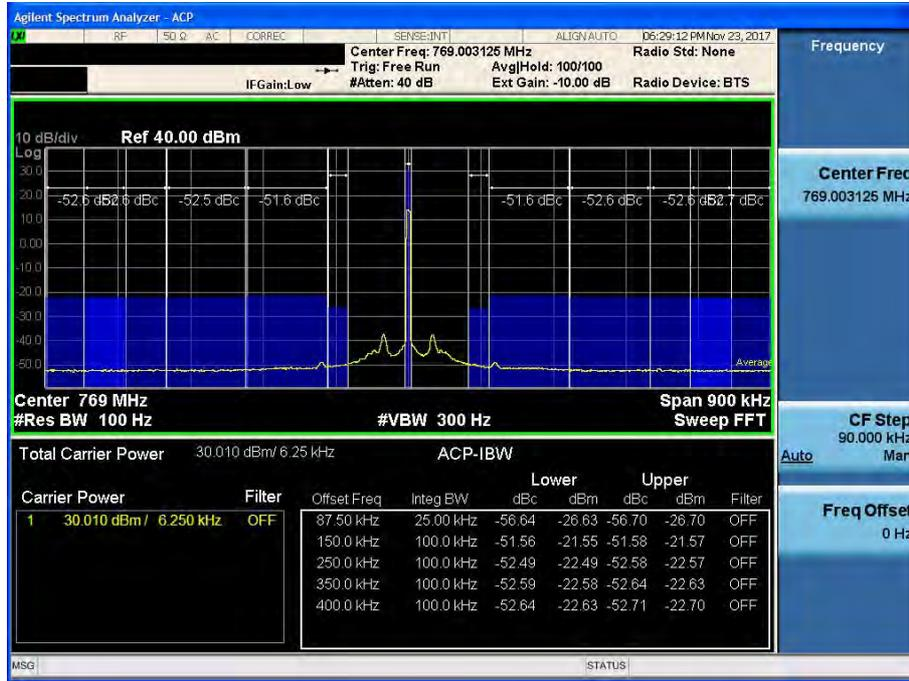 Agilent Spectrum Analyzer - ACP
LXI RF 50 Ω AC CORREC SENSE:INT ALIGN AUTO 06:29:12 PM Nov 23, 2017
Center Freq: 769.003125 MHz Radio Std: None
Trig: Free Run Avg|Hold: 100/100
IFGain:Low #Atten: 40 dB Ext Gain: -10.00 dB Radio Device: BTS
10 dB/div Ref 40.00 dBm
Log
30.0
20.0
10.0
0.00
-10.0
-20.0
-30.0
-40.0
-50.0
-52.6 dBc -52.5 dBc -51.6 dBc -51.6 dBc -52.6 dBc -52.7 dBc
Average
Center 769 MHz Span 900 kHz
#Res BW 100 Hz #VBW 300 Hz Sweep FFT
Total Carrier Power 30.010 dBm/ 6.25 kHz ACP-IBW
Lower Upper
Carrier Power Filter Offset Freq Integ BW dBc dBm dBc dBm Filter
1 30.010 dBm / 6.250 kHz OFF 87.50 kHz 25.00 kHz -56.64 -26.63 -56.70 -26.70 OFF
150.0 kHz 100.0 kHz -51.56 -21.55 -51.58 -21.57 OFF
250.0 kHz 100.0 kHz -52.49 -22.49 -52.58 -22.57 OFF
350.0 kHz 100.0 kHz -52.59 -22.58 -52.64 -22.63 OFF
400.0 kHz 100.0 kHz -52.64 -22.63 -52.71 -22.70 OFF
MSG STATUS
Frequency
Center Freq
769.003125 MHz
CF Step
90.000 kHz
Auto Man
Freq Offset
0 Hz